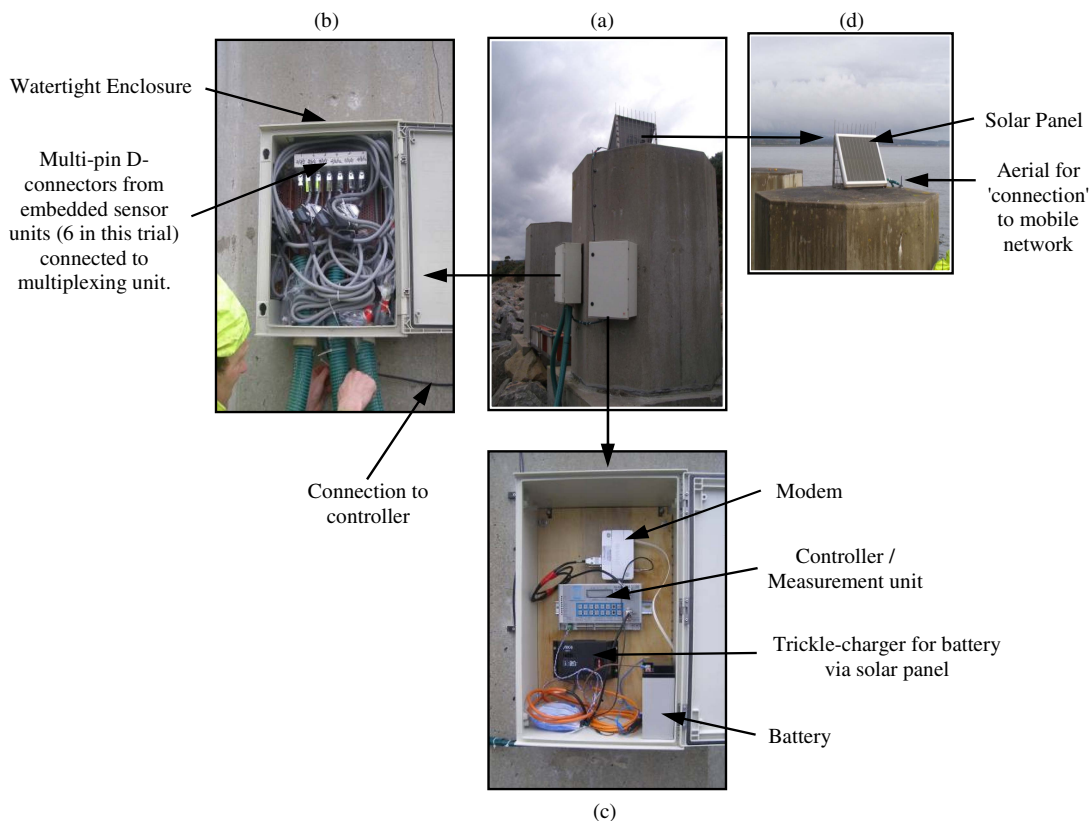 (b)
(a)
(d)
Watertight Enclosure
Multi-pin D-
connectors from
embedded sensor
units (6 in this trial)
connected to
multiplexing unit.
Solar Panel
Aerial for
'connection'
to mobile
network
Connection to
controller
Modem
Controller /
Measurement unit
Trickle-charger for battery
via solar panel
Battery
(c)